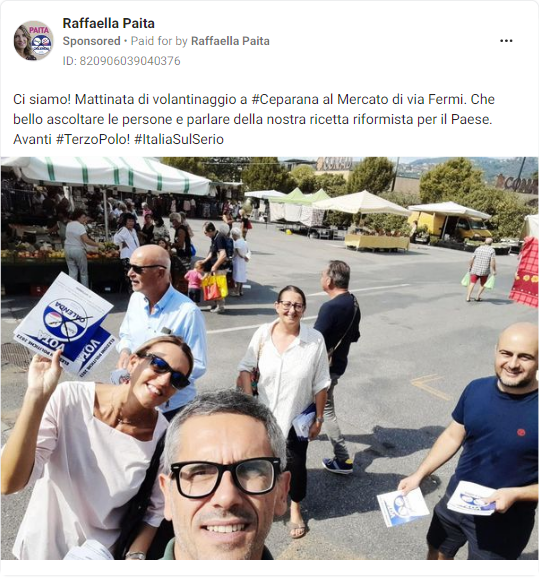 Raffaella Paita
Sponsored • Paid for by Raffaella Paita
ID: 820906039040376
Ci siamo! Mattinata di volantinaggio a #Ceparana al Mercato di via Fermi. Che
bello ascoltare le persone e parlare della nostra ricetta riformista per il Paese.
Avanti #TerzoPolo! #ItaliaSulSerio
PAITA
CALENDA
CALENDA
VOTA